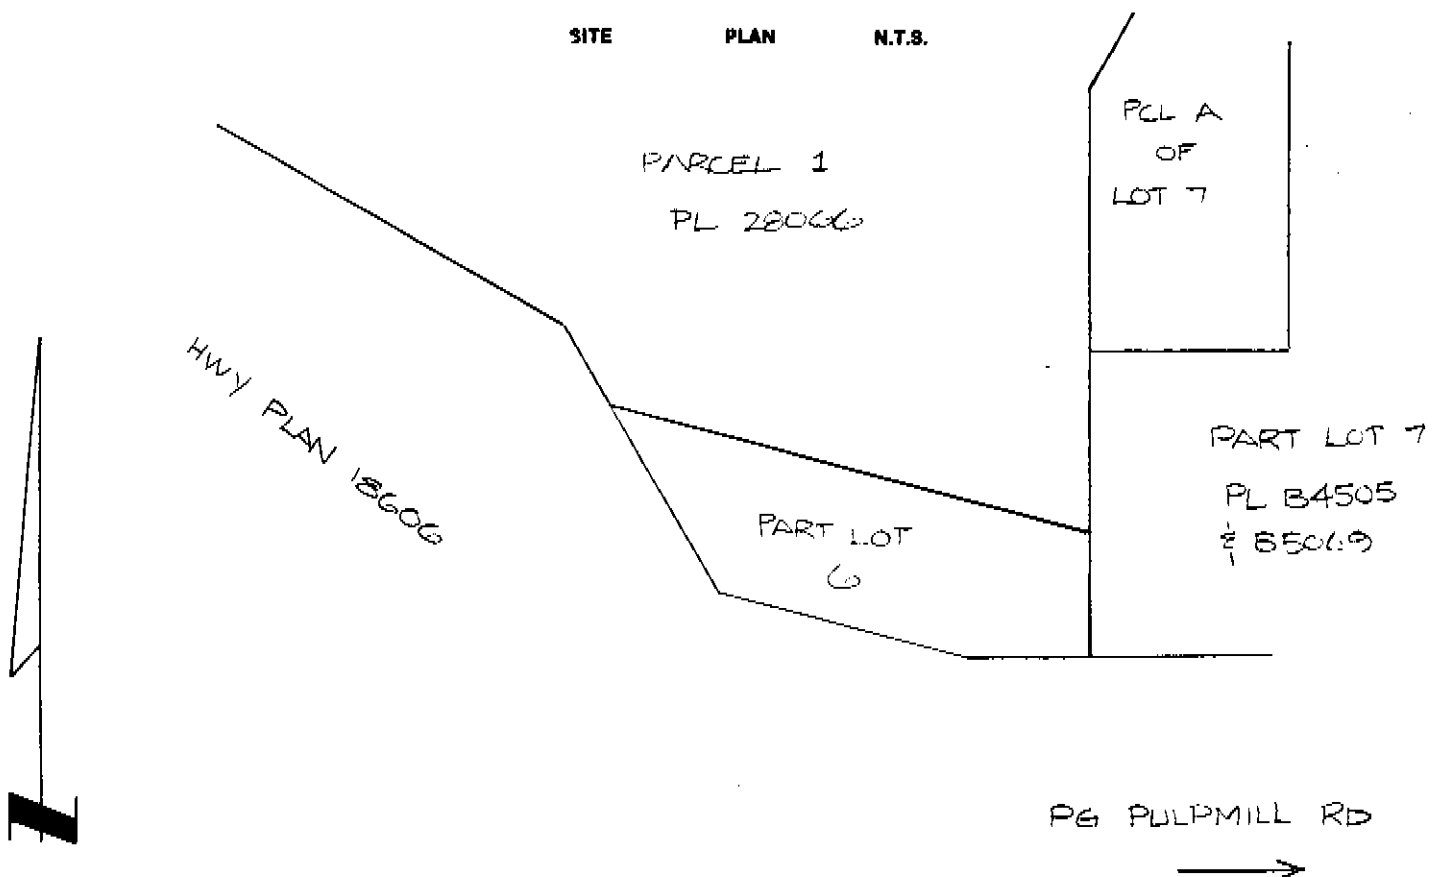 SITE PLAN N.T.S.
PCL A
OF
LOT 7
PARCEL 1
PL 28066
HWY PLAN 18606
PART LOT 7
PL B4505
& B5069
PART LOT
6
N
PG PULPMILL RD